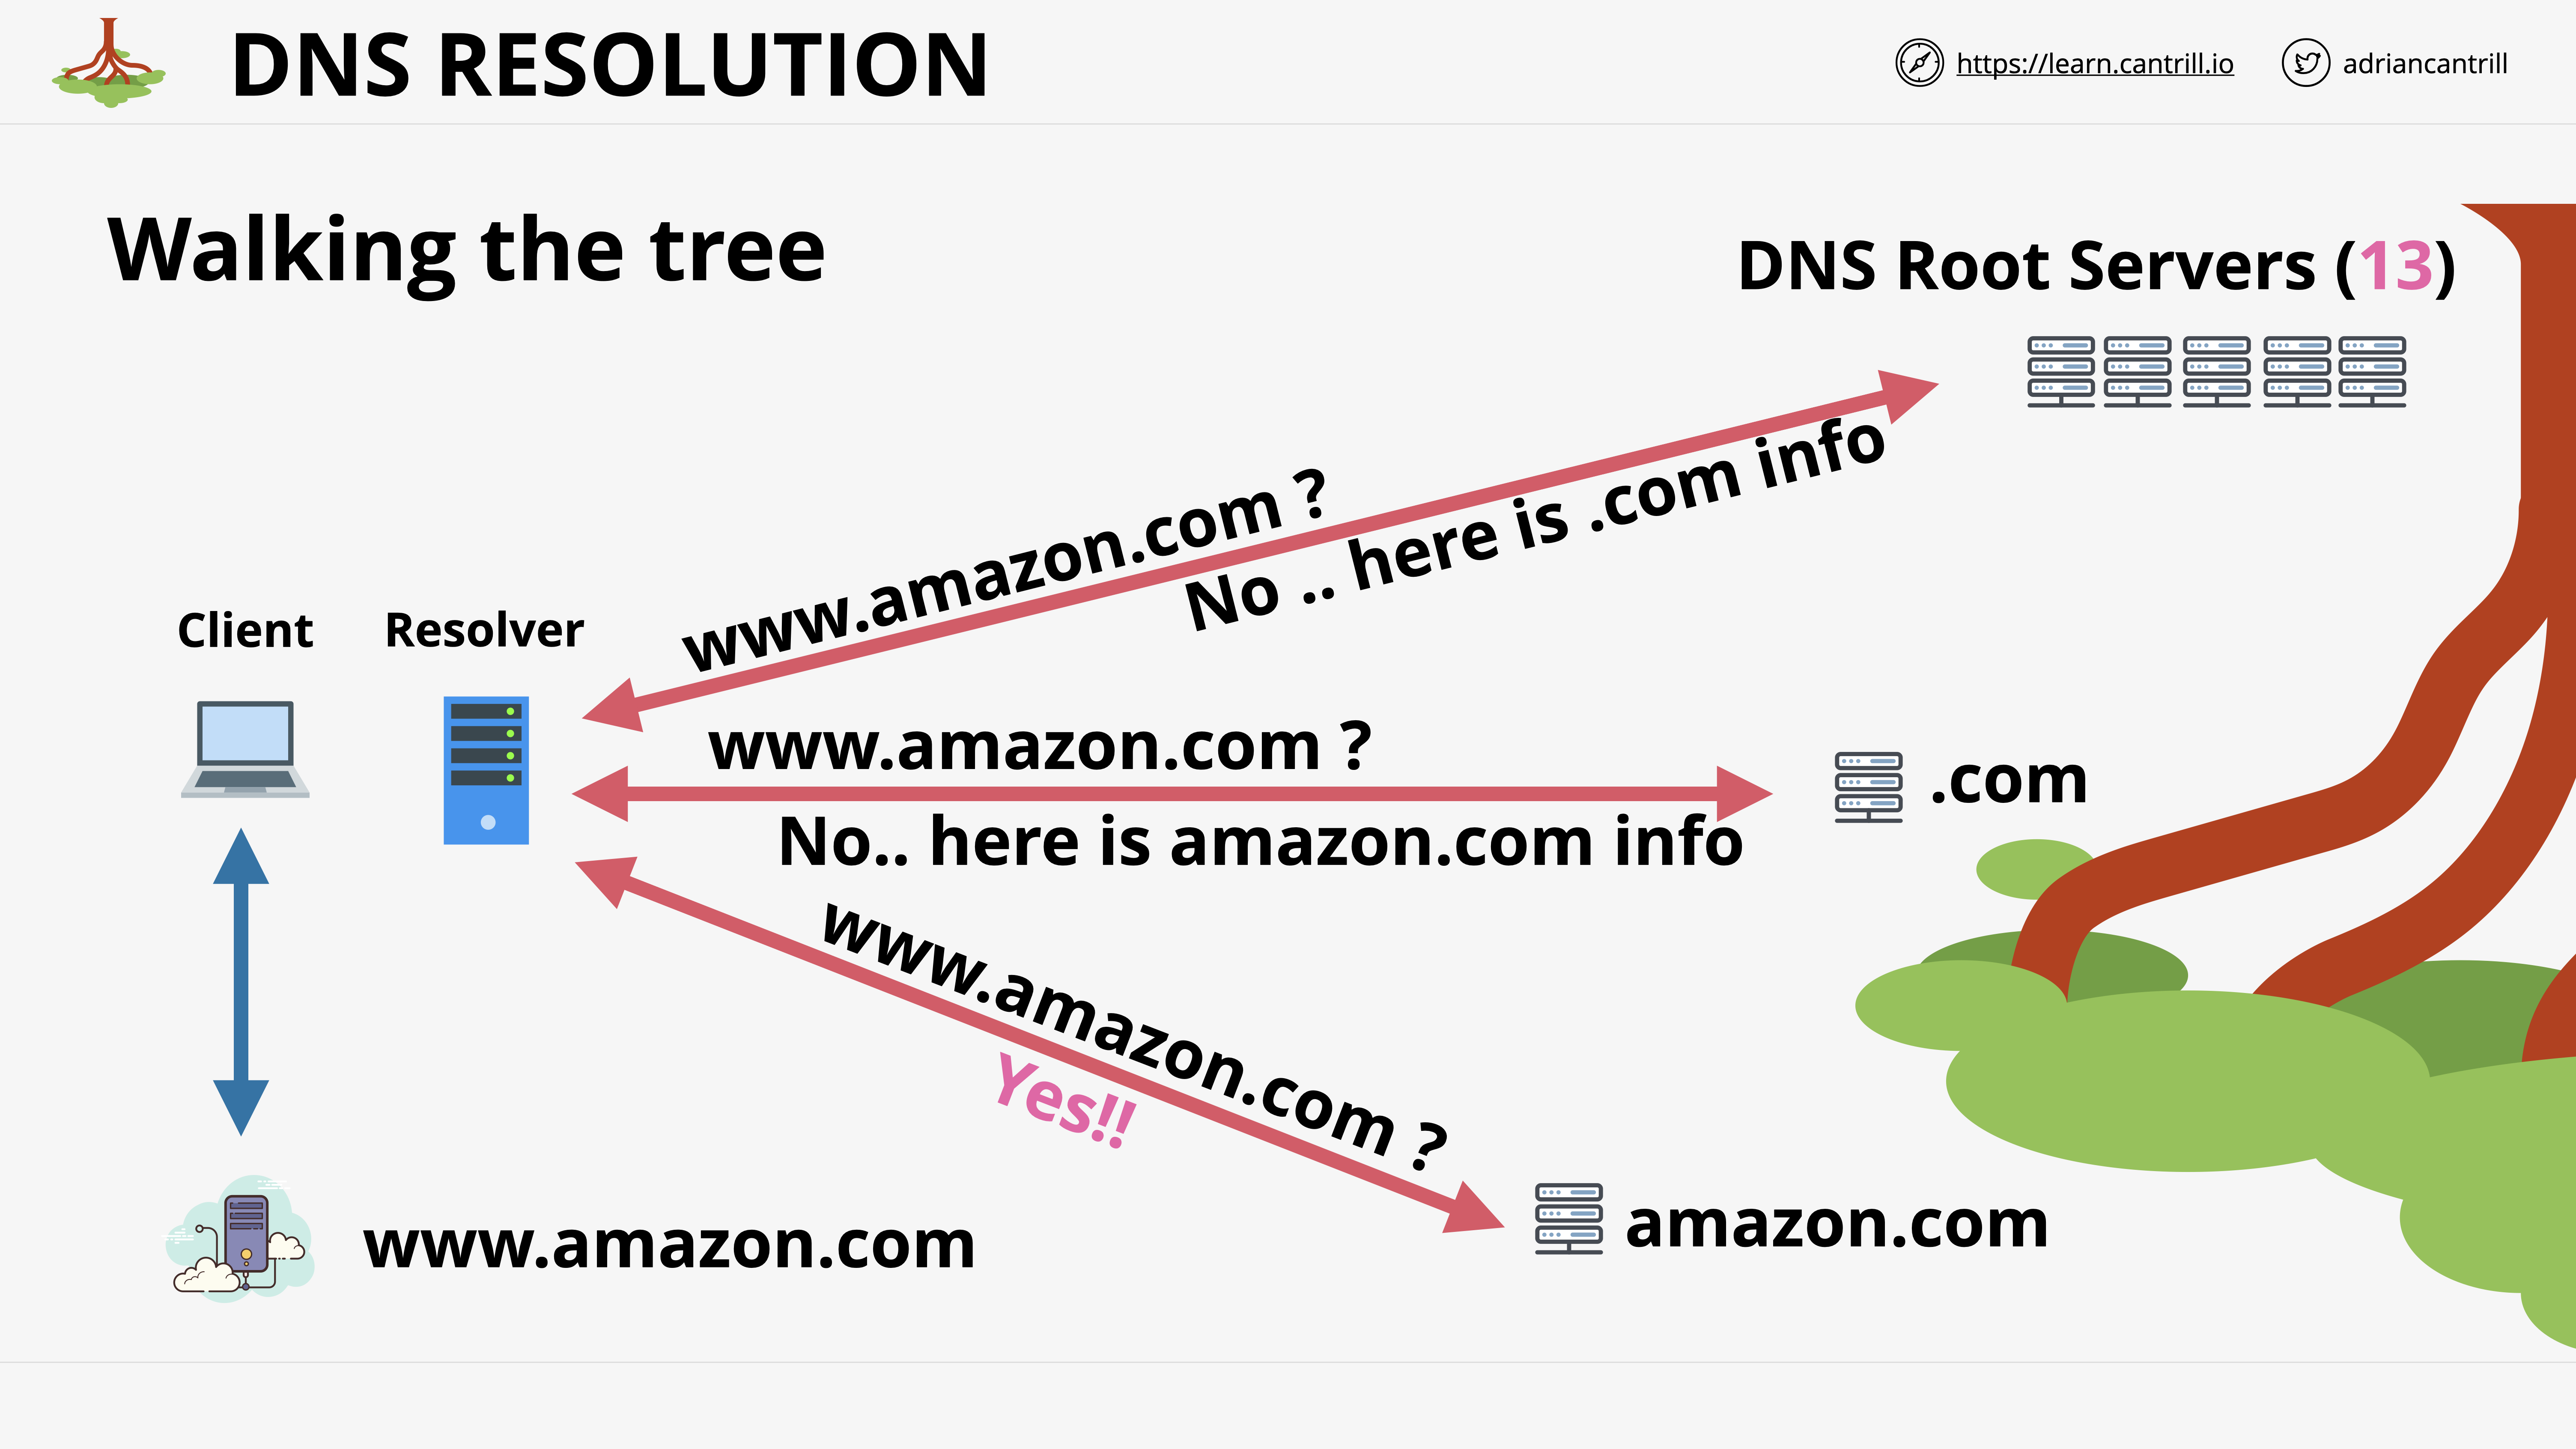 DNS RESOLUTION
https://learn.cantrill.io
adriancantrill
Walking the tree
DNS Root Servers (13)
www.amazon.com ?
No .. here is .com info
Client
Resolver
www.amazon.com ?
.com
No.. here is amazon.com info
www.amazon.com ?
Yes!!
www.amazon.com
amazon.com